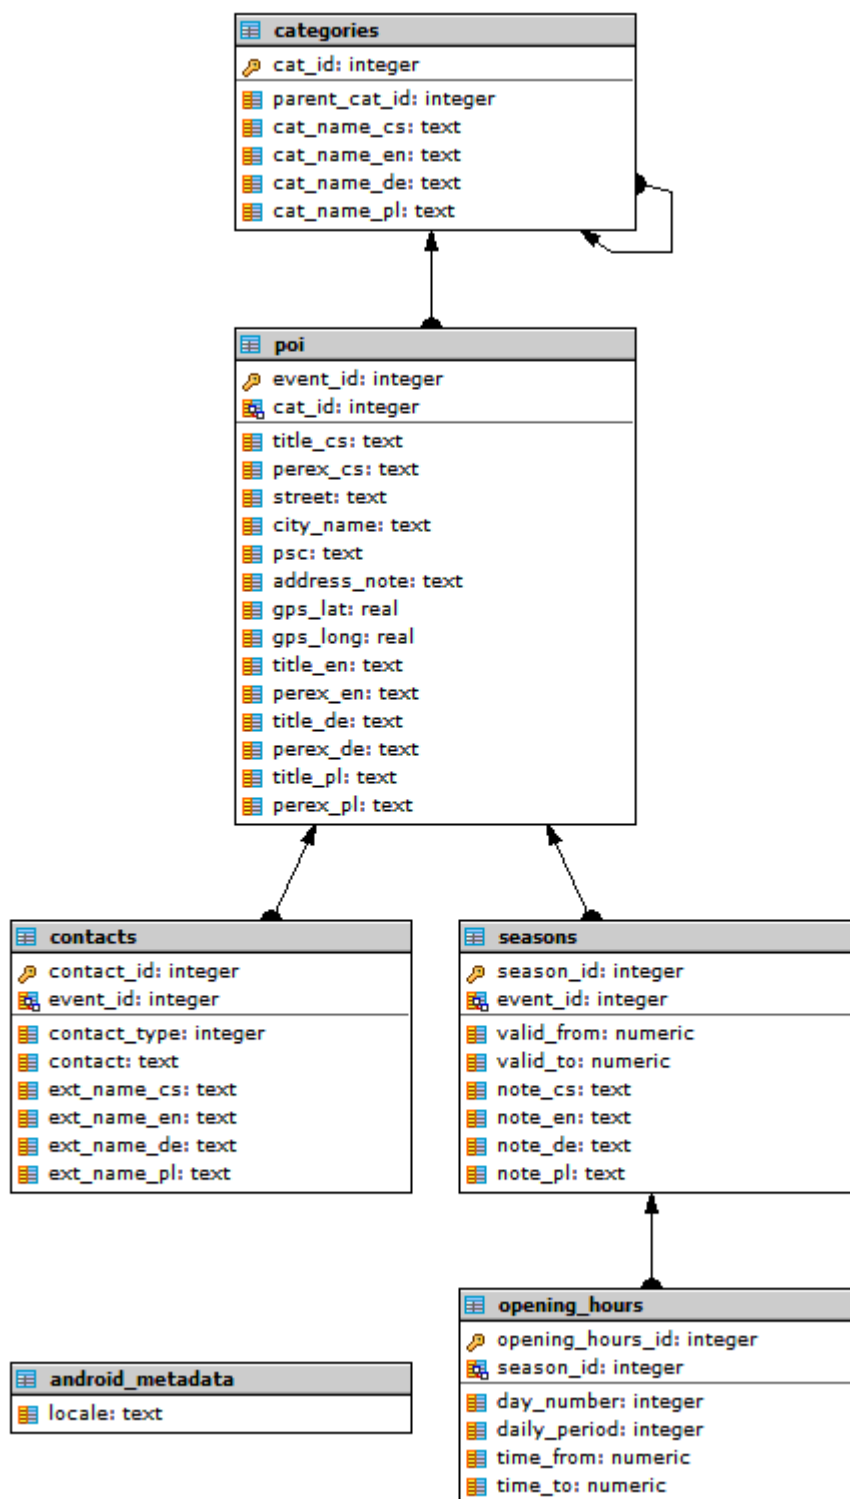 categories
cat_id: integer
parent_cat_id: integer
cat_name_cs: text
cat_name_en: text
cat_name_de: text
cat_name_pl: text
poi
event_id: integer
cat_id: integer
title_cs: text
perex_cs: text
street: text
city_name: text
psc: text
address_note: text
gps_lat: real
gps_long: real
title_en: text
perex_en: text
title_de: text
perex_de: text
title_pl: text
perex_pl: text
contacts
contact_id: integer
event_id: integer
contact_type: integer
contact: text
ext_name_cs: text
ext_name_en: text
ext_name_de: text
ext_name_pl: text
seasons
season_id: integer
event_id: integer
valid_from: numeric
valid_to: numeric
note_cs: text
note_en: text
note_de: text
note_pl: text
android_metadata
locale: text
opening_hours
opening_hours_id: integer
season_id: integer
day_number: integer
daily_period: integer
time_from: numeric
time_to: numeric